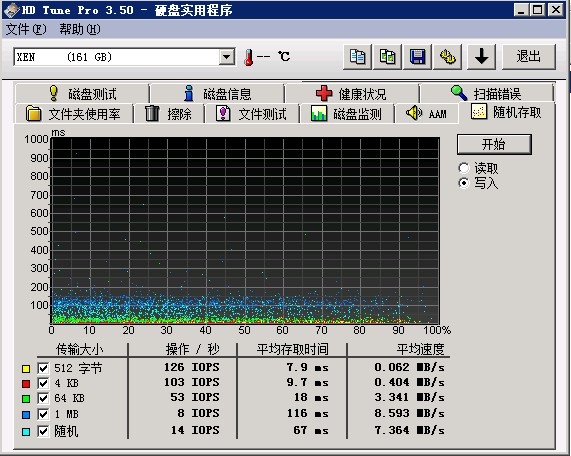 HD Tune Pro 3.50 - 硬盘实用程序
文件(F) 帮助(H)
XEN (161 GB) -- ℃ 退出
磁盘测试 磁盘信息 健康状况 扫描错误
文件夹使用率 擦除 文件测试 磁盘监测 AAM 随机存取
ms
1000
900
800
700
600
500
400
300
200
100
0 10 20 30 40 50 60 70 80 90 100%
开始
读取
写入
传输大小 操作 / 秒 平均存取时间 平均速度
512 字节 126 IOPS 7.9 ms 0.062 MB/s
4 KB 103 IOPS 9.7 ms 0.404 MB/s
64 KB 53 IOPS 18 ms 3.341 MB/s
1 MB 8 IOPS 116 ms 8.593 MB/s
随机 14 IOPS 67 ms 7.364 MB/s